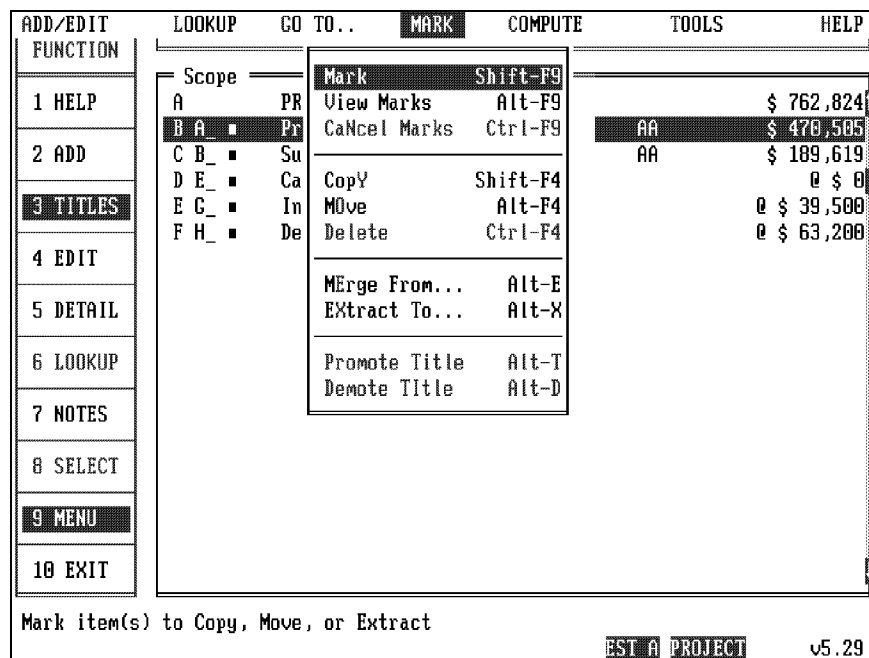 ADD/EDIT LOOKUP GO TO.. MARK COMPUTE TOOLS HELP
FUNCTION
1 HELP
2 ADD
3 TITLES
4 EDIT
5 DETAIL
6 LOOKUP
7 NOTES
8 SELECT
9 MENU
10 EXIT
Scope
A PR $ 762,824
B A_ ■ Pr AA $ 470,505
C B_ ■ Su AA $ 189,619
D E_ ■ Ca @ $ 0
E G_ ■ In @ $ 39,500
F H_ ■ De @ $ 63,200
Mark Shift-F9
View Marks Alt-F9
CaNcel Marks Ctrl-F9
CopY Shift-F4
MOve Alt-F4
Delete Ctrl-F4
MErge From... Alt-E
EXtract To... Alt-X
Promote Title Alt-T
Demote TItle Alt-D
Mark item(s) to Copy, Move, or Extract
EST A PROJECT v5.29